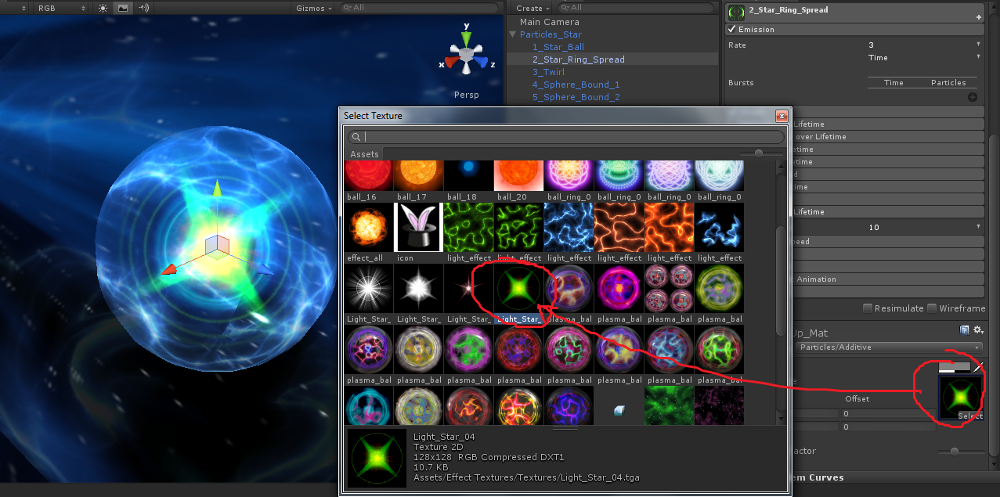 RGB
Gizmos
All
y
x
z
Persp
Create
All
Main Camera
Particles_Star
1_Star_Ball
2_Star_Ring_Spread
3_Twirl
4_Sphere_Bound_1
5_Sphere_Bound_2
2_Star_Ring_Spread
Emission
Rate 3
Time
Bursts Time Particles
Lifetime
over Lifetime
etime
etime
d
ime
Lifetime
10
peed
Animation
Resimulate Wireframe
Up_Mat
Particles/Additive
e
Offset
Select
0
0
actor
em Curves
Select Texture
Assets
ball_16 ball_17 ball_18 ball_20 ball_ring_0 ball_ring_0 ball_ring_0 ball_ring_0
effect_all icon light_effect light_effect light_effect light_effect light_effect light_effect
Light_Star_ Light_Star_ Light_Star_ Light_Star_ plasma_bal plasma_bal plasma_bal plasma_bal
plasma_bal plasma_bal plasma_bal plasma_bal plasma_bal plasma_bal plasma_bal plasma_bal
Light_Star_04
Texture 2D
128x128 RGB Compressed DXT1
10.7 KB
Assets/Effect Textures/Textures/Light_Star_04.tga